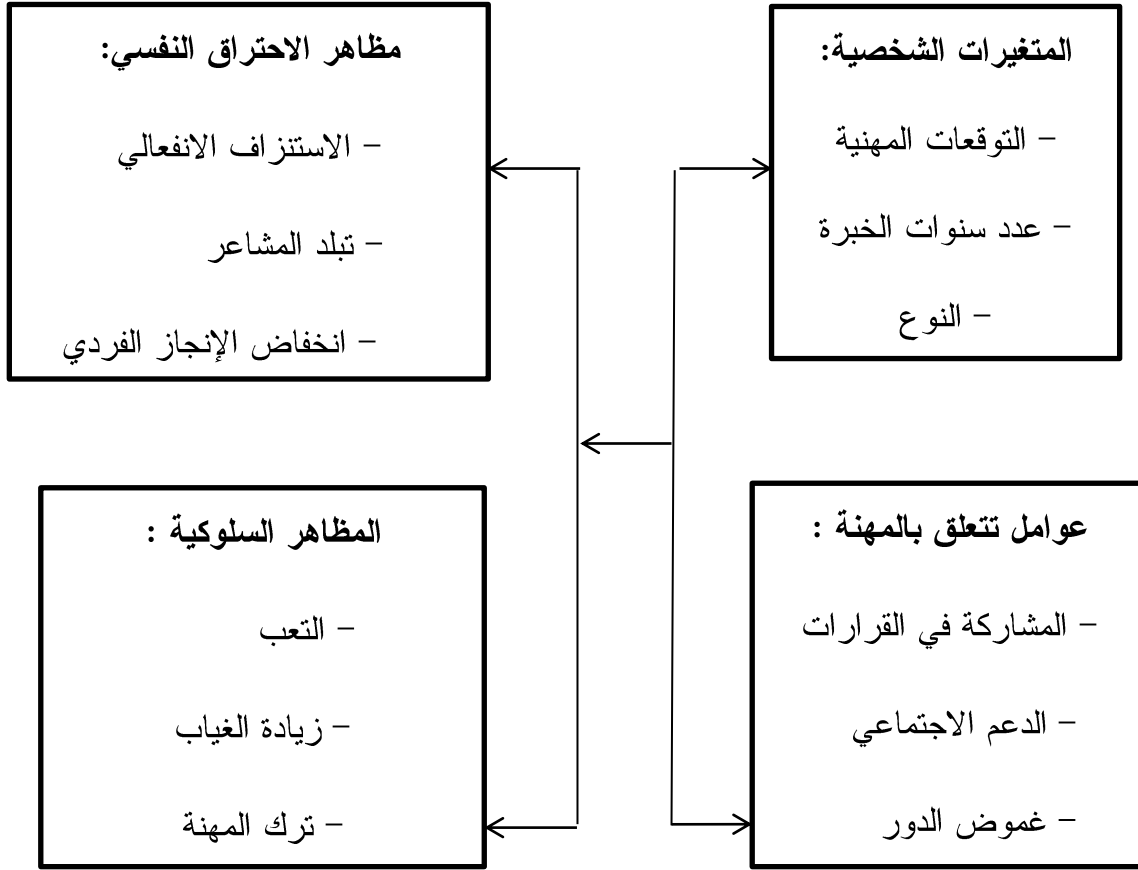 المتغيرات الشخصية:
– التوقعات المهنية
– عدد سنوات الخبرة
– النوع
مظاهر الاحتراق النفسي:
– الاستنزاف الانفعالي
– تبلد المشاعر
– انخفاض الإنجاز الفردي
عوامل تتعلق بالمهنة :
– المشاركة في القرارات
– الدعم الاجتماعي
– غموض الدور
المظاهر السلوكية :
– التعب
– زيادة الغياب
– ترك المهنة